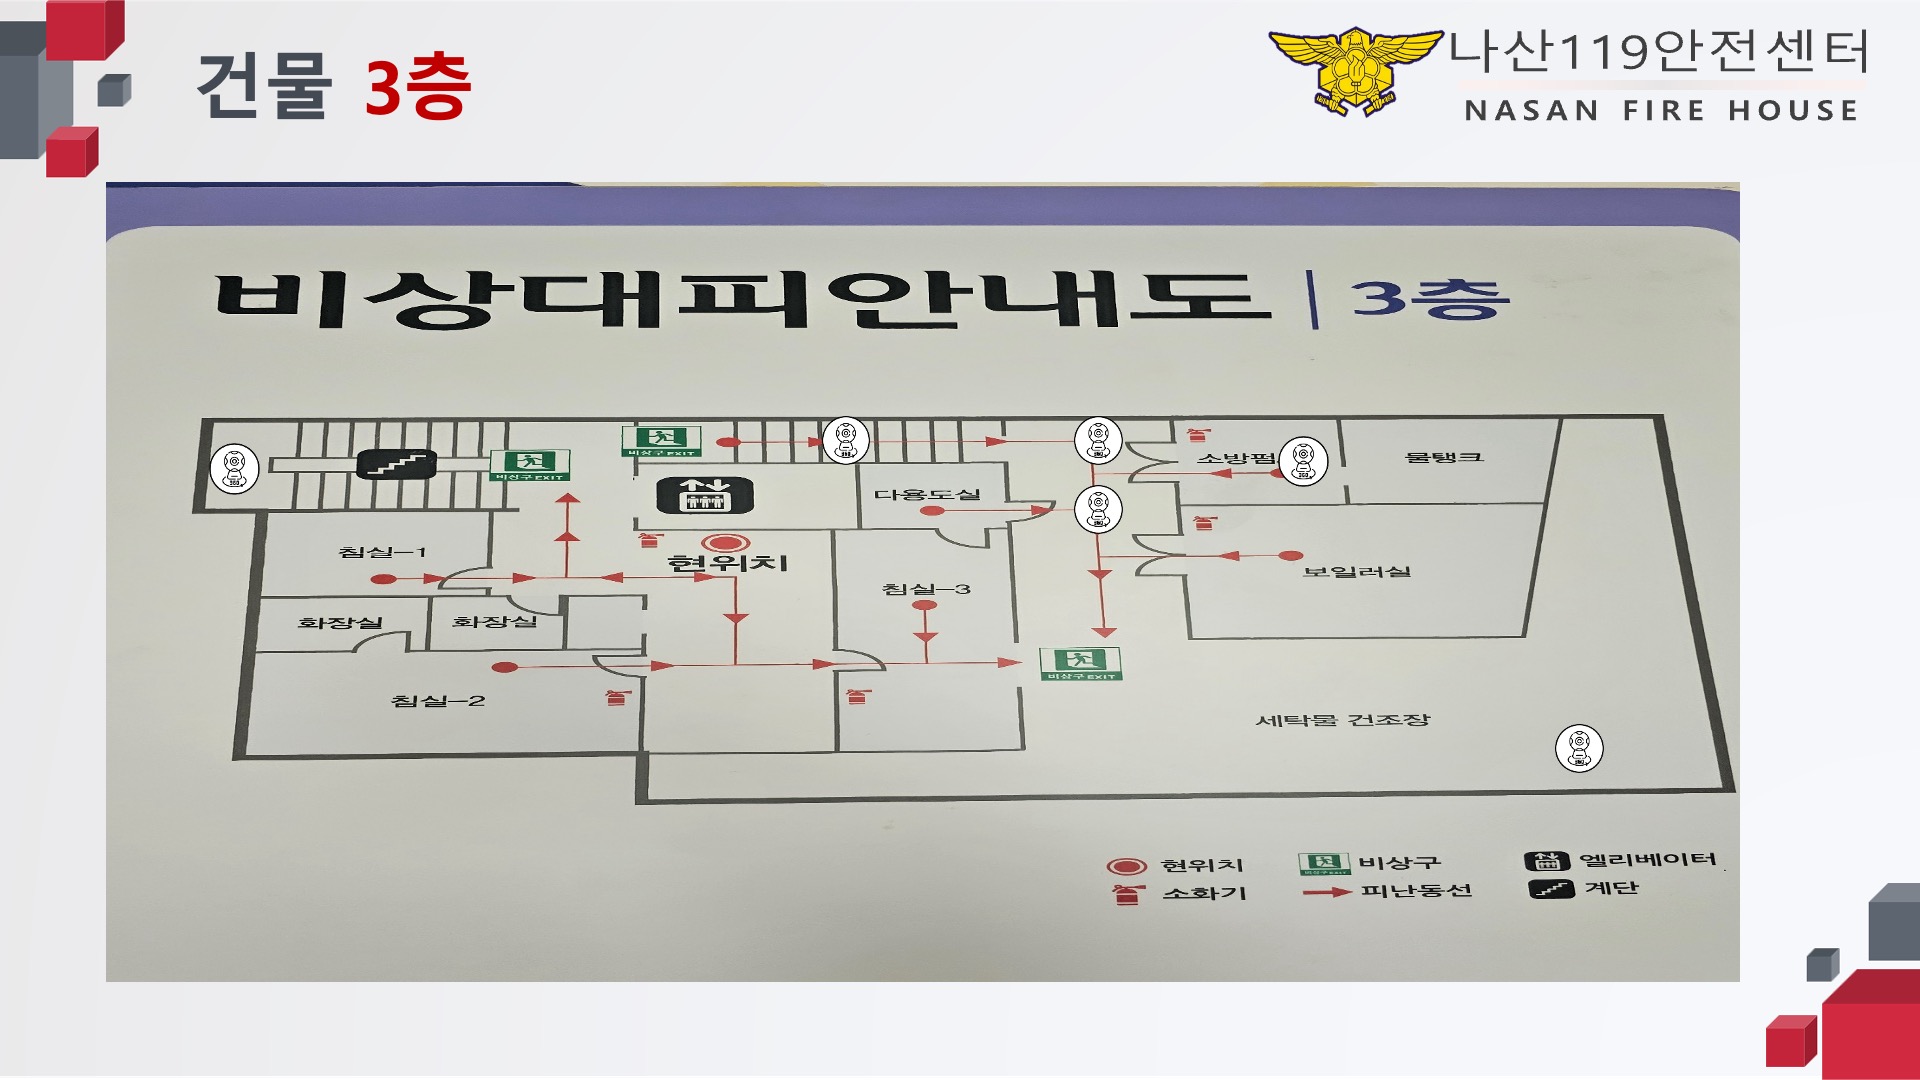 건물 3층
나산119안전센터
NASAN FIRE HOUSE
비상대피안내도 | 3층
비상구 EXIT
비상구 EXIT
소방펌
물탱크
다용도실
침실-1
현위치
침실-3
보일러실
화장실
화장실
비상구 EXIT
침실-2
세탁물 건조장
현위치
비상구
엘리베이터
소화기
피난동선
계단